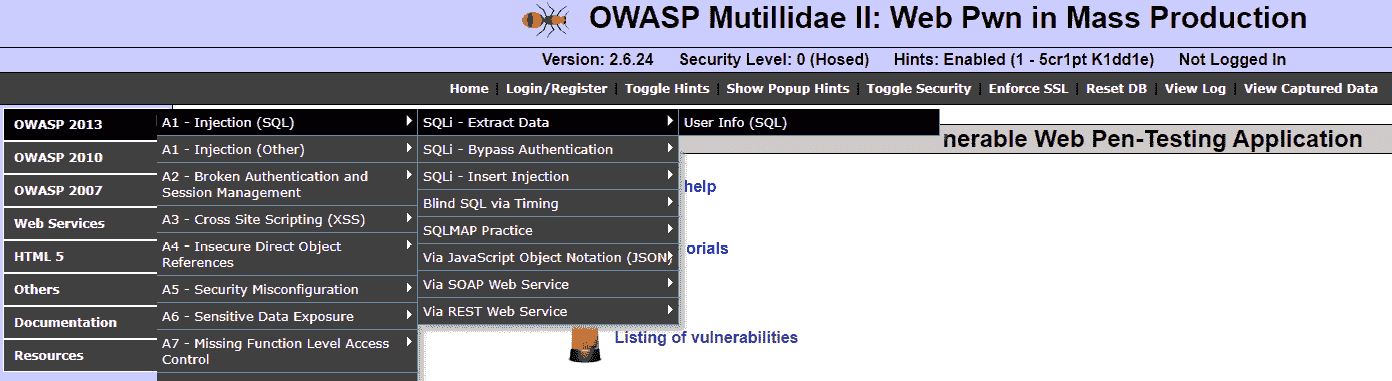 OWASP Mutillidae II: Web Pwn in Mass Production
Version: 2.6.24 Security Level: 0 (Hosed) Hints: Enabled (1 - 5cr1pt K1dd1e) Not Logged In
Home Login/Register Toggle Hints Show Popup Hints Toggle Security Enforce SSL Reset DB View Log View Captured Data
OWASP 2013
OWASP 2010
OWASP 2007
Web Services
HTML 5
Others
Documentation
Resources
A1 - Injection (SQL)
A1 - Injection (Other)
A2 - Broken Authentication and
Session Management
A3 - Cross Site Scripting (XSS)
A4 - Insecure Direct Object
References
A5 - Security Misconfiguration
A6 - Sensitive Data Exposure
A7 - Missing Function Level Access
Control
SQLi - Extract Data
SQLi - Bypass Authentication
SQLi - Insert Injection
Blind SQL via Timing
SQLMAP Practice
Via JavaScript Object Notation (JSON)
Via SOAP Web Service
Via REST Web Service
User Info (SQL)
nerable Web Pen-Testing Application
help
orials
Listing of vulnerabilities